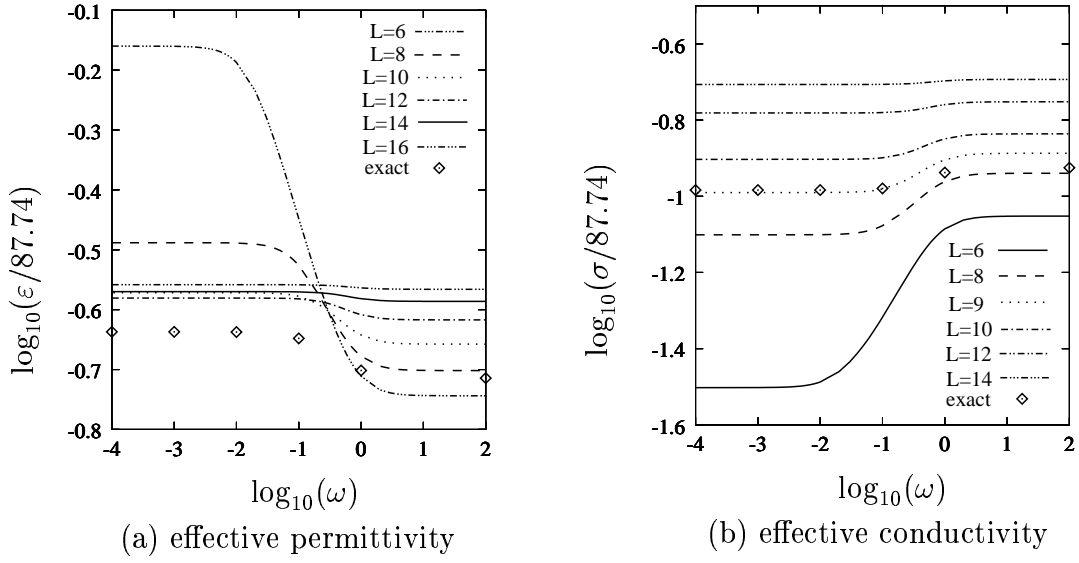 -0.1
-0.2
-0.3
-0.4
-0.5
-0.6
-0.7
-0.8
-4 -3 -2 -1 0 1 2
log10(ε/87.74)
log10(ω)
L=6
L=8
L=10
L=12
L=14
L=16
exact
(a) effective permittivity
-0.6
-0.8
-1
-1.2
-1.4
-1.6
-4 -3 -2 -1 0 1 2
log10(σ/87.74)
log10(ω)
L=6
L=8
L=9
L=10
L=12
L=14
exact
(b) effective conductivity